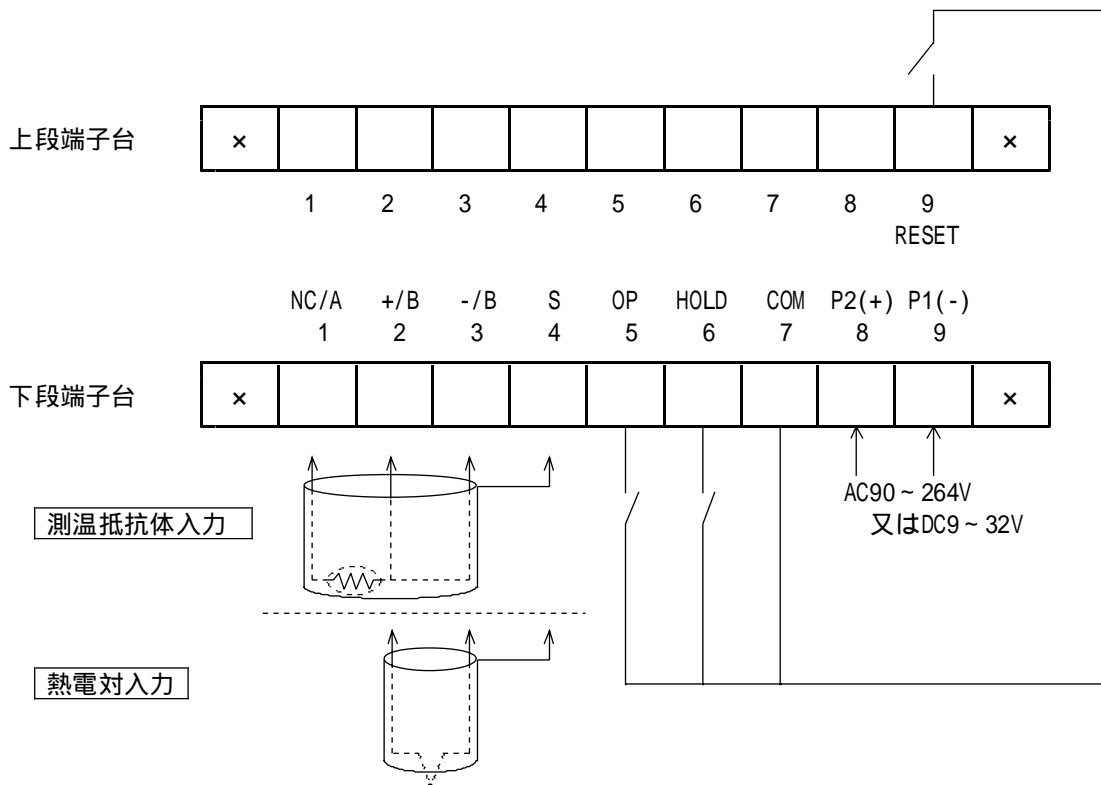 上段端子台
× ×
1 2 3 4 5 6 7 8 9
RESET
NC/A +/B -/B S OP HOLD COM P2(+) P1(-)
1 2 3 4 5 6 7 8 9
下段端子台
× ×
AC90~264V
又はDC9~32V
測温抵抗体入力
熱電対入力